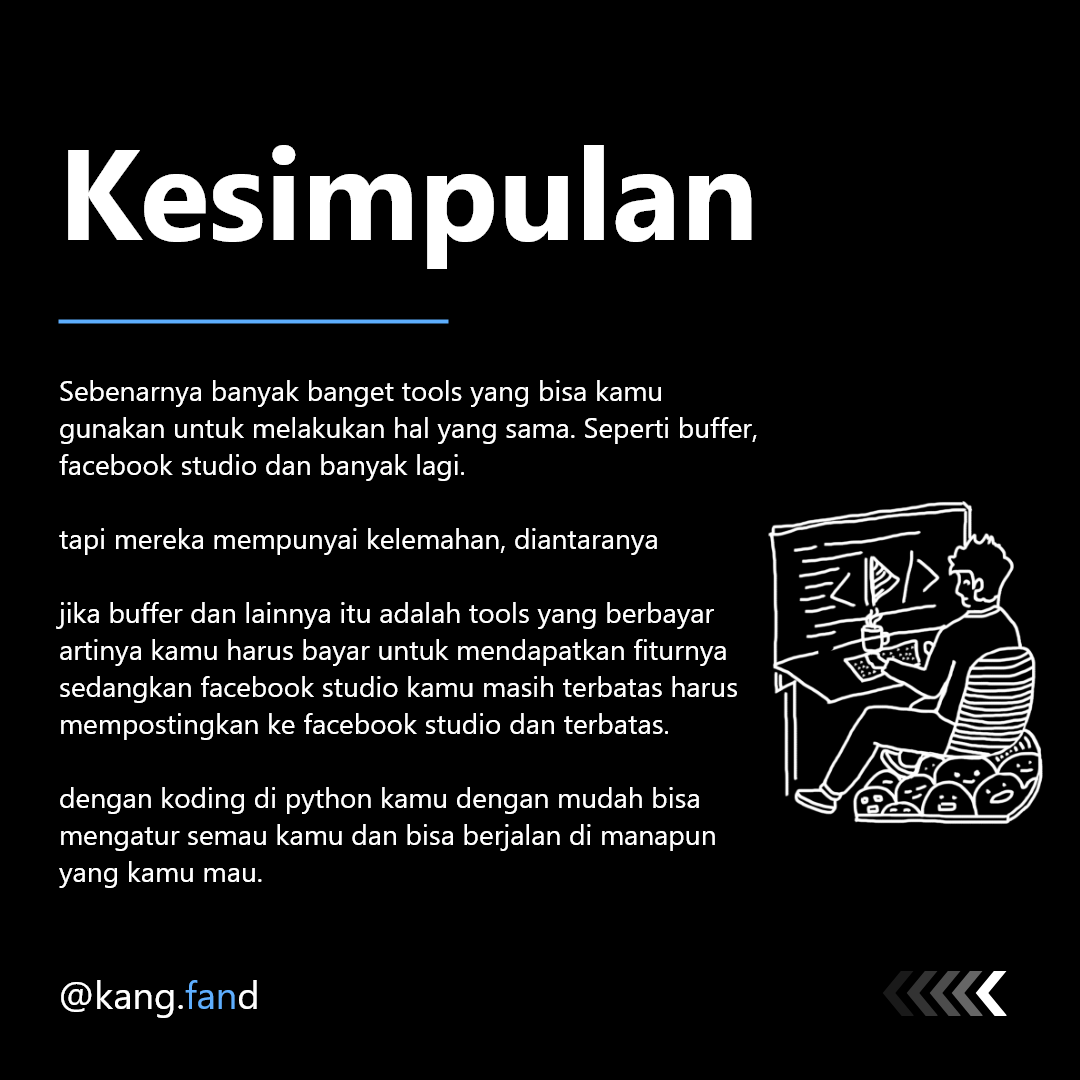 Kesimpulan
Sebenarnya banyak banget tools yang bisa kamu
gunakan untuk melakukan hal yang sama. Seperti buffer,
facebook studio dan banyak lagi.
tapi mereka mempunyai kelemahan, diantaranya
jika buffer dan lainnya itu adalah tools yang berbayar
artinya kamu harus bayar untuk mendapatkan fiturnya
sedangkan facebook studio kamu masih terbatas harus
mempostingkan ke facebook studio dan terbatas.
dengan koding di python kamu dengan mudah bisa
mengatur semau kamu dan bisa berjalan di manapun
yang kamu mau.
@kang.fand